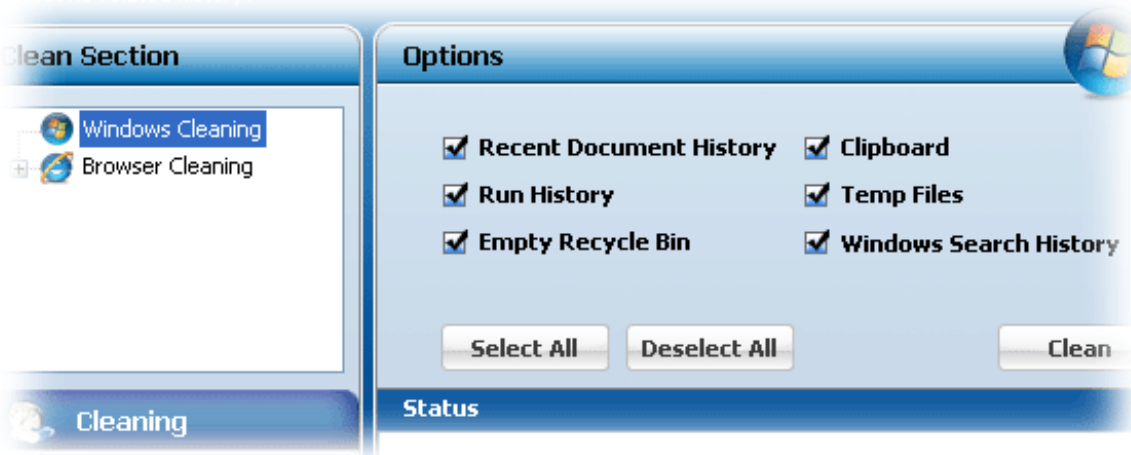 Clean Section
Options
Windows Cleaning
Browser Cleaning
Recent Document History
Clipboard
Run History
Temp Files
Empty Recycle Bin
Windows Search History
Select All
Deselect All
Clean
Status
Cleaning